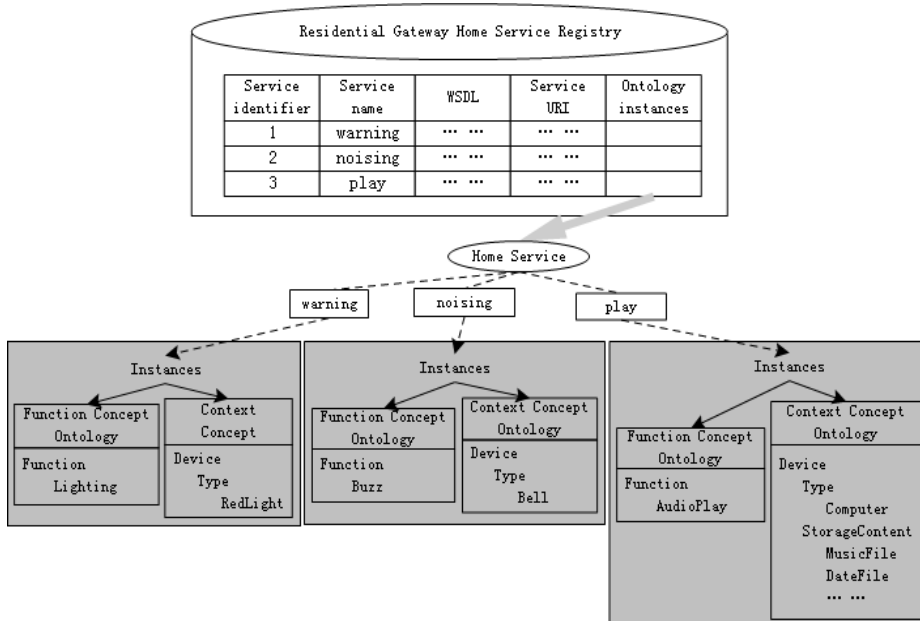 Residential Gateway Home Service Registry
Service identifier
Service name
WSDL
Service URI
Ontology instances
1 warning … … … …
2 noising … … … …
3 play … … … …
Home Service
warning
noising
play
Instances
Function Concept
Ontology
Function
Lighting
Context
Concept
Device
Type
RedLight
Instances
Function Concept
Ontology
Function
Buzz
Context Concept
Ontology
Device
Type
Bell
Instances
Function Concept
Ontology
Function
AudioPlay
Context Concept
Ontology
Device
Type
Computer
StorageContent
MusicFile
DateFile
… …